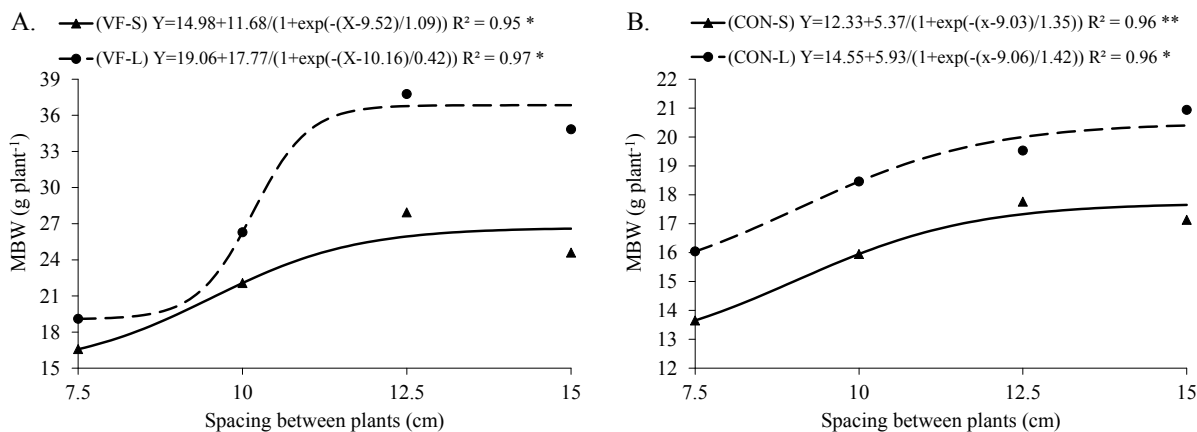 A.
(VF-S) Y=14.98+11.68/(1+exp(-(X-9.52)/1.09)) R² = 0.95 *
(VF-L) Y=19.06+17.77/(1+exp(-(X-10.16)/0.42)) R² = 0.97 *
39
36
33
30
27
24
21
18
15
MBW (g plant⁻¹)
7.5 10 12.5 15
Spacing between plants (cm)
B.
(CON-S) Y=12.33+5.37/(1+exp(-(x-9.03)/1.35)) R² = 0.96 **
(CON-L) Y=14.55+5.93/(1+exp(-(x-9.06)/1.42)) R² = 0.96 *
22
21
20
19
18
17
16
15
14
13
12
MBW (g plant⁻¹)
7.5 10 12.5 15
Spacing between plants (cm)